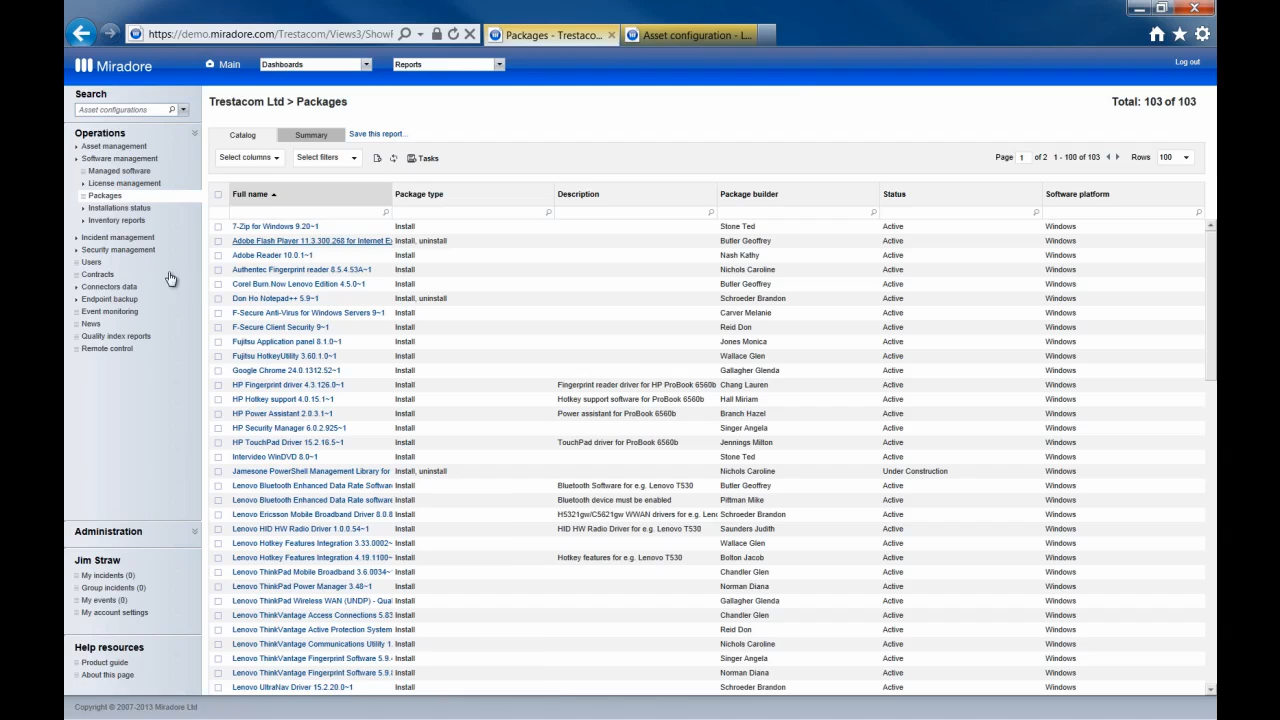 https://demo.miradore.com/Trestacom/Views3/ShowR
Packages - Trestaco...
Asset configuration - L...
Miradore
Main
Dashboards
Reports
Log out
Search
Asset configurations
Operations
Asset management
Software management
Managed software
License management
Packages
Installations status
Inventory reports
Incident management
Security management
Users
Contracts
Connectors data
Endpoint backup
Event monitoring
News
Quality index reports
Remote control
Administration
Jim Straw
My incidents (0)
Group incidents (0)
My events (0)
My account settings
Help resources
Product guide
About this page
Trestacom Ltd > Packages
Total: 103 of 103
Catalog Summary Save this report...
Select columns Select filters Tasks Page 1 of 2 1 - 100 of 103 Rows 100
Full name Package type Description Package builder Status Software platform
7-Zip for Windows 9.20~1 Install Stone Ted Active Windows
Adobe Flash Player 11.3.300.268 for Internet Ex Install, uninstall Butler Geoffrey Active Windows
Adobe Reader 10.0.1~1 Install Nash Kathy Active Windows
Authentec Fingerprint reader 8.5.4.53A~1 Install Nichols Caroline Active Windows
Corel Burn.Now Lenovo Edition 4.5.0~1 Install Butler Geoffrey Active Windows
Don Ho Notepad++ 5.9~1 Install, uninstall Schroeder Brandon Active Windows
F-Secure Anti-Virus for Windows Servers 9~1 Install Carver Melanie Active Windows
F-Secure Client Security 9~1 Install Reid Don Active Windows
Fujitsu Application panel 8.1.0~1 Install Jones Monica Active Windows
Fujitsu HotkeyUtility 3.60.1.0~1 Install Wallace Glen Active Windows
Google Chrome 24.0.1312.52~1 Install Gallagher Glenda Active Windows
HP Fingerprint driver 4.3.126.0~1 Install Fingerprint reader driver for HP ProBook 6560b Chang Lauren Active Windows
HP Hotkey support 4.0.15.1~1 Install Hotkey support software for ProBook 6560b Hall Miriam Active Windows
HP Power Assistant 2.0.3.1~1 Install Power assistant for ProBook 6560b Branch Hazel Active Windows
HP Security Manager 6.0.2.925~1 Install Singer Angela Active Windows
HP TouchPad Driver 15.2.16.5~1 Install TouchPad driver for ProBook 6560b Jennings Milton Active Windows
Intervideo WinDVD 8.0~1 Install Stone Ted Active Windows
Jamesone PowerShell Management Library for Install, uninstall Nichols Caroline Under Construction Windows
Lenovo Bluetooth Enhanced Data Rate Softwar Install Bluetooth Software for e.g. Lenovo T530 Butler Geoffrey Active Windows
Lenovo Bluetooth Enhanced Data Rate software Install Bluetooth device must be enabled Pittman Mike Active Windows
Lenovo Ericsson Mobile Broadband Driver 8.0.8 Install H5321gw/C5621gw WWAN drivers for e.g. Len Schroeder Brandon Active Windows
Lenovo HID HW Radio Driver 1.0.0.54~1 Install HID HW Radio Driver for e.g. Lenovo T530 Saunders Judith Active Windows
Lenovo Hotkey Features Integration 3.33.0002~ Install Wallace Glen Active Windows
Lenovo Hotkey Features Integration 4.19.1100~ Install Hotkey features for e.g. Lenovo T530 Bolton Jacob Active Windows
Lenovo ThinkPad Mobile Broadband 3.6.0034~ Install Chandler Glen Active Windows
Lenovo ThinkPad Power Manager 3.48~1 Install Norman Diana Active Windows
Lenovo ThinkPad Wireless WAN (UNDP) - Qua Install Gallagher Glenda Active Windows
Lenovo ThinkVantage Access Connections 5.83 Install Chandler Glen Active Windows
Lenovo ThinkVantage Active Protection System Install Reid Don Active Windows
Lenovo ThinkVantage Communications Utility 1. Install Nichols Caroline Active Windows
Lenovo ThinkVantage Fingerprint Software 5.9. Install Singer Angela Active Windows
Lenovo ThinkVantage Fingerprint Software 5.9. Install Norman Diana Active Windows
Lenovo UltraNav Driver 15.2.20.0~1 Install Schroeder Brandon Active Windows
Copyright © 2007-2013 Miradore Ltd